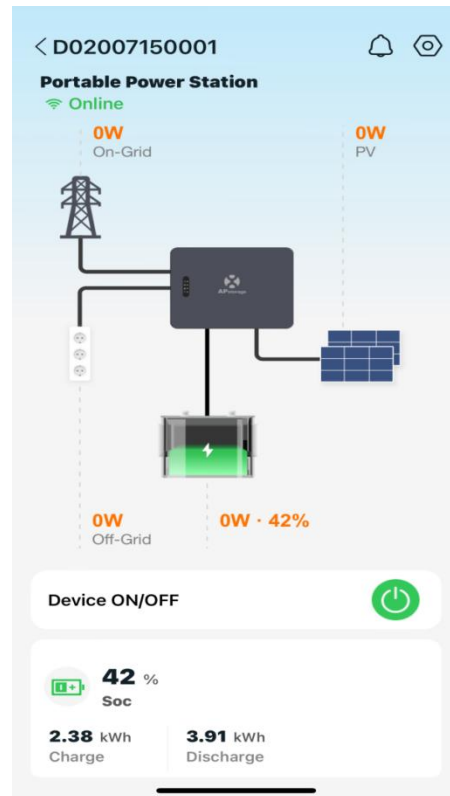 D02007150001
Portable Power Station
Online
0W
On-Grid
0W
PV
APstorage
0W
Off-Grid
0W · 42%
Device ON/OFF
42 %
Soc
2.38 kWh
Charge
3.91 kWh
Discharge